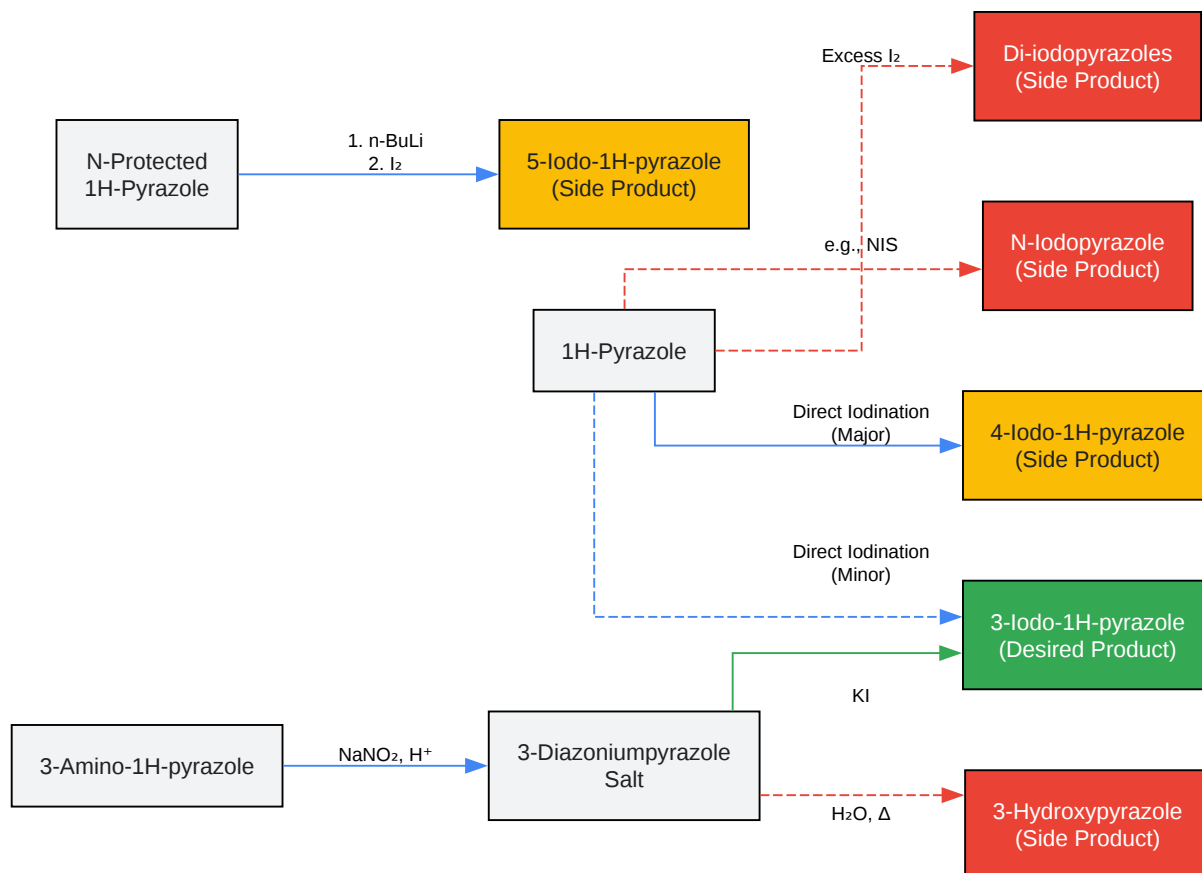 Di-iodopyrazoles
(Side Product)
Excess I₂
N-Protected
1H-Pyrazole
1. n-BuLi
2. I₂
5-Iodo-1H-pyrazole
(Side Product)
e.g., NIS
N-Iodopyrazole
(Side Product)
1H-Pyrazole
Direct Iodination
(Major)
4-Iodo-1H-pyrazole
(Side Product)
Direct Iodination
(Minor)
3-Iodo-1H-pyrazole
(Desired Product)
KI
3-Amino-1H-pyrazole
NaNO₂, H⁺
3-Diazoniumpyrazole
Salt
H₂O, Δ
3-Hydroxypyrazole
(Side Product)